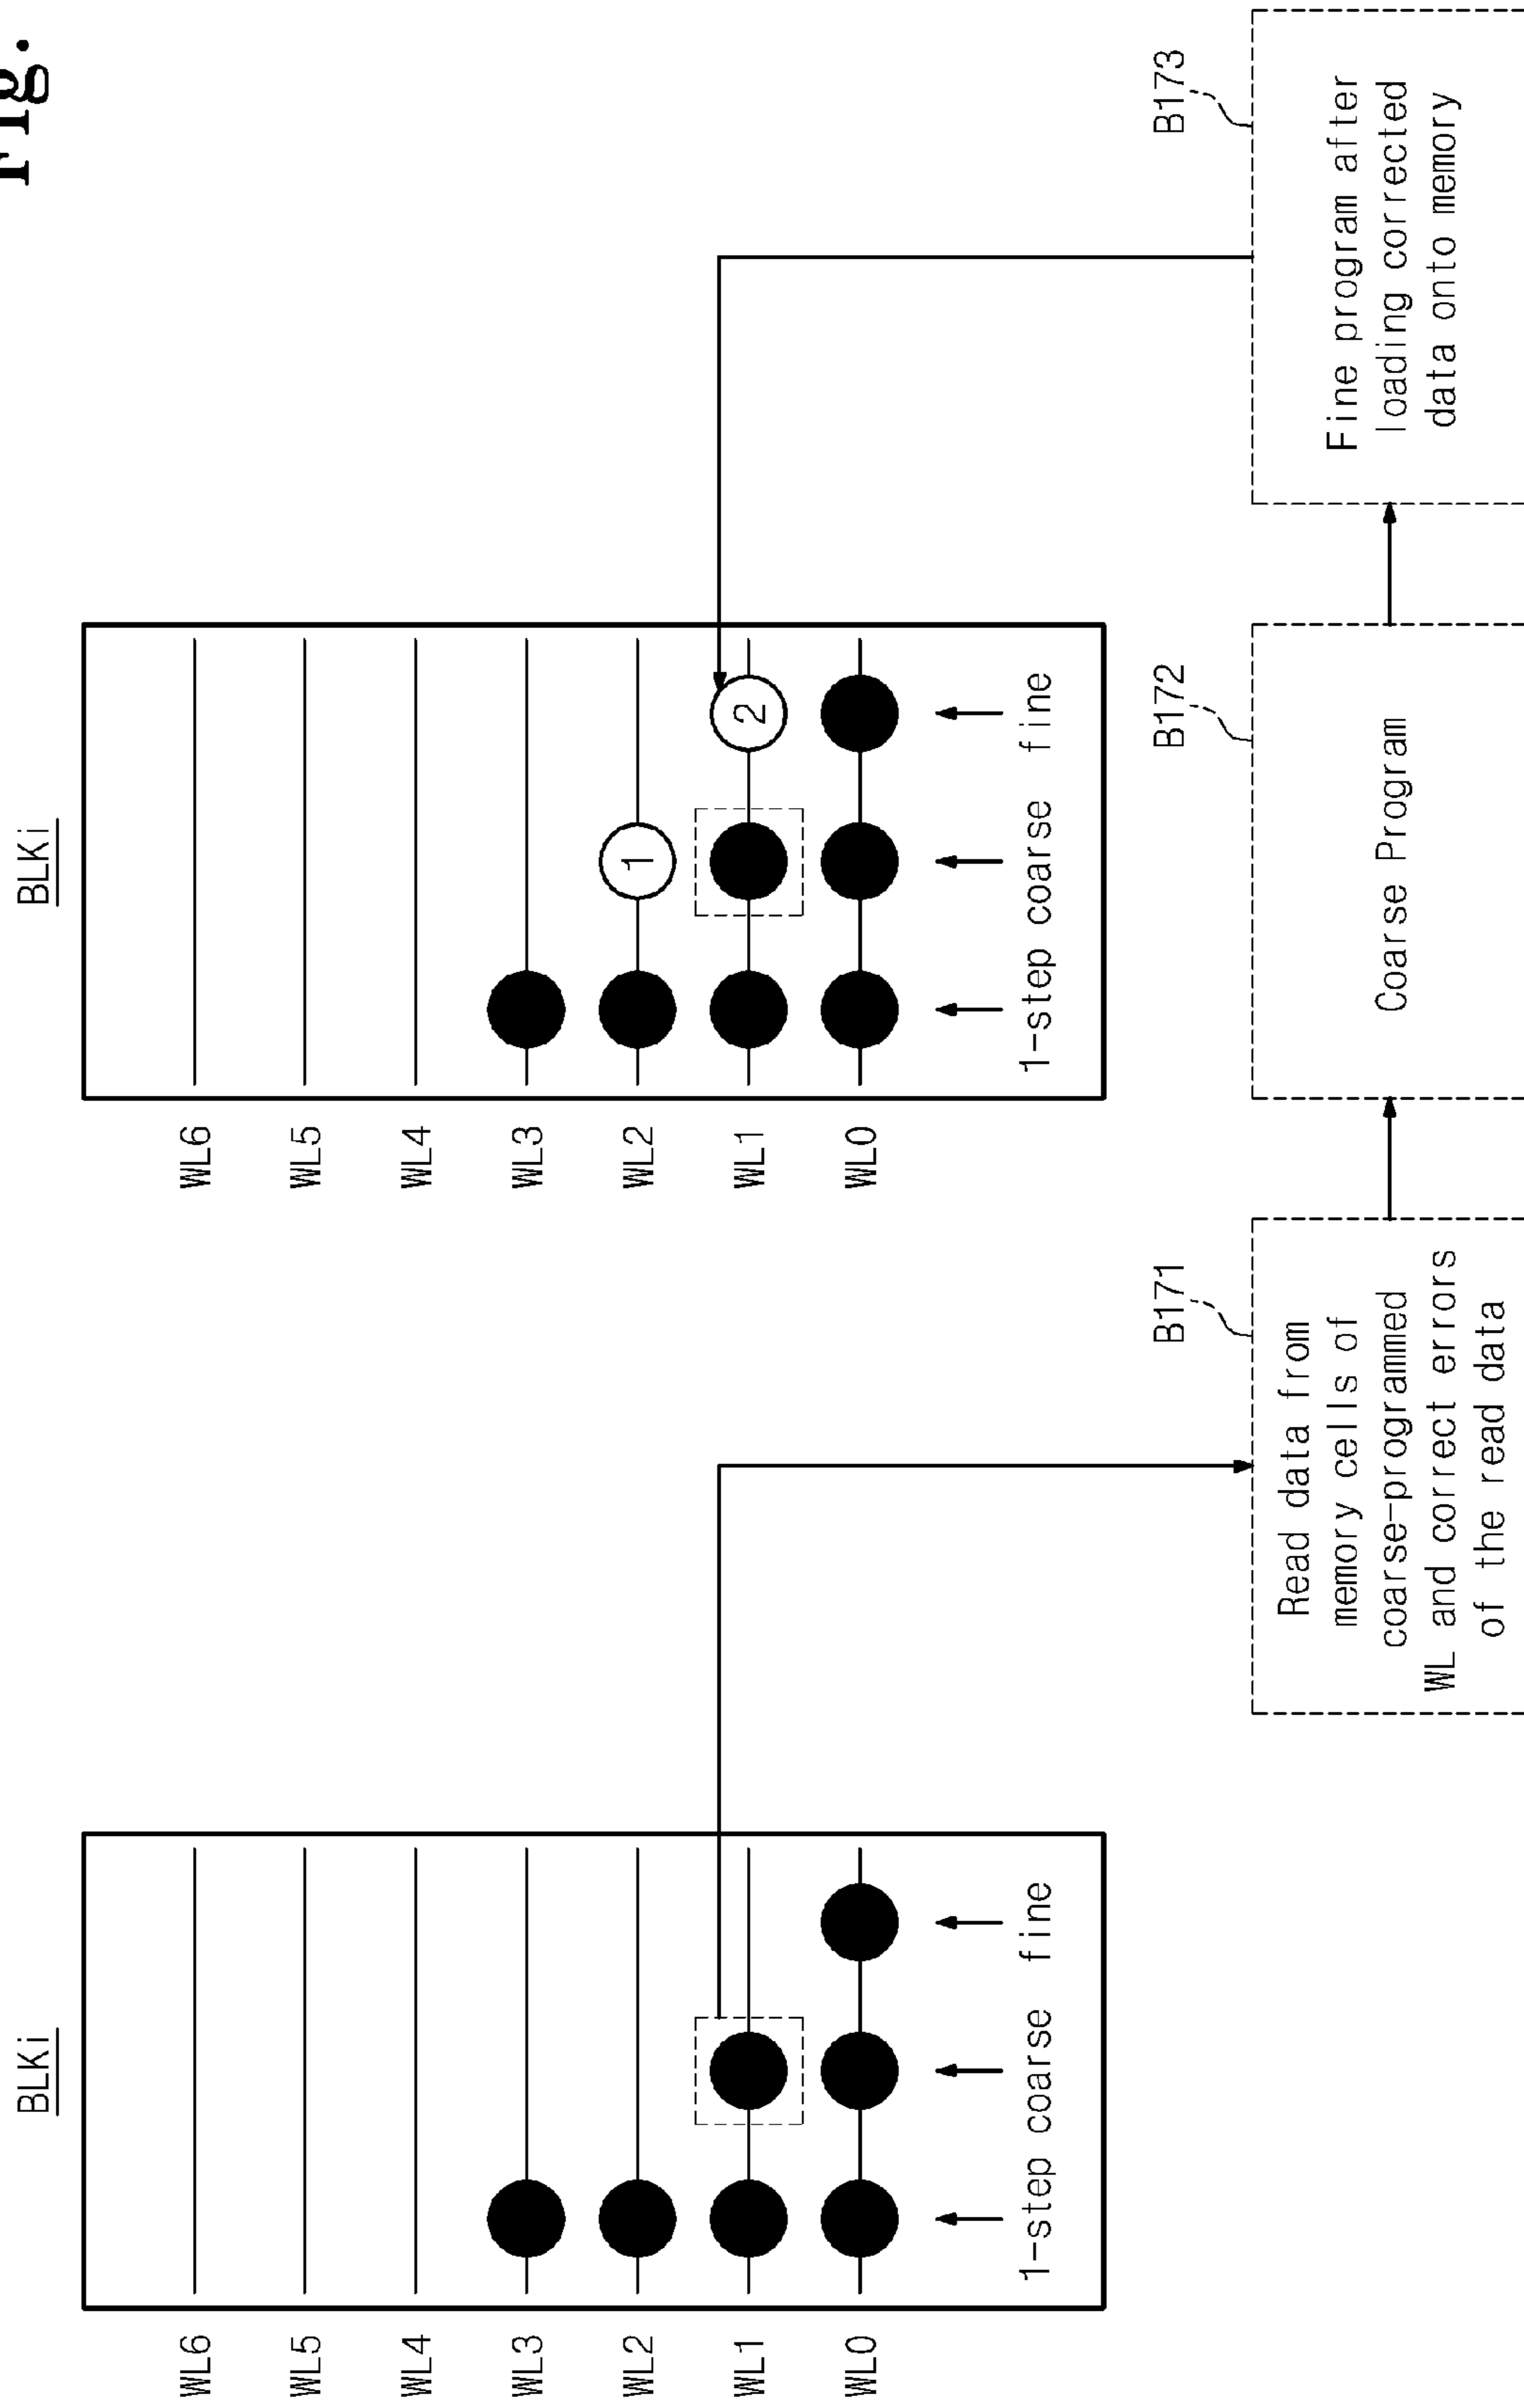 Fig.
BLKi
WL6
WL5
WL4
WL3
WL2
WL1
WL0
1-step coarse fine
BLKi
WL6
WL5
WL4
WL3
WL2
WL1
WL0
1
2
1-step coarse fine
B171
Read data from
memory cells of
coarse-programmed
WL and correct errors
of the read data
B172
Coarse Program
B173
Fine program after
loading corrected
data onto memory